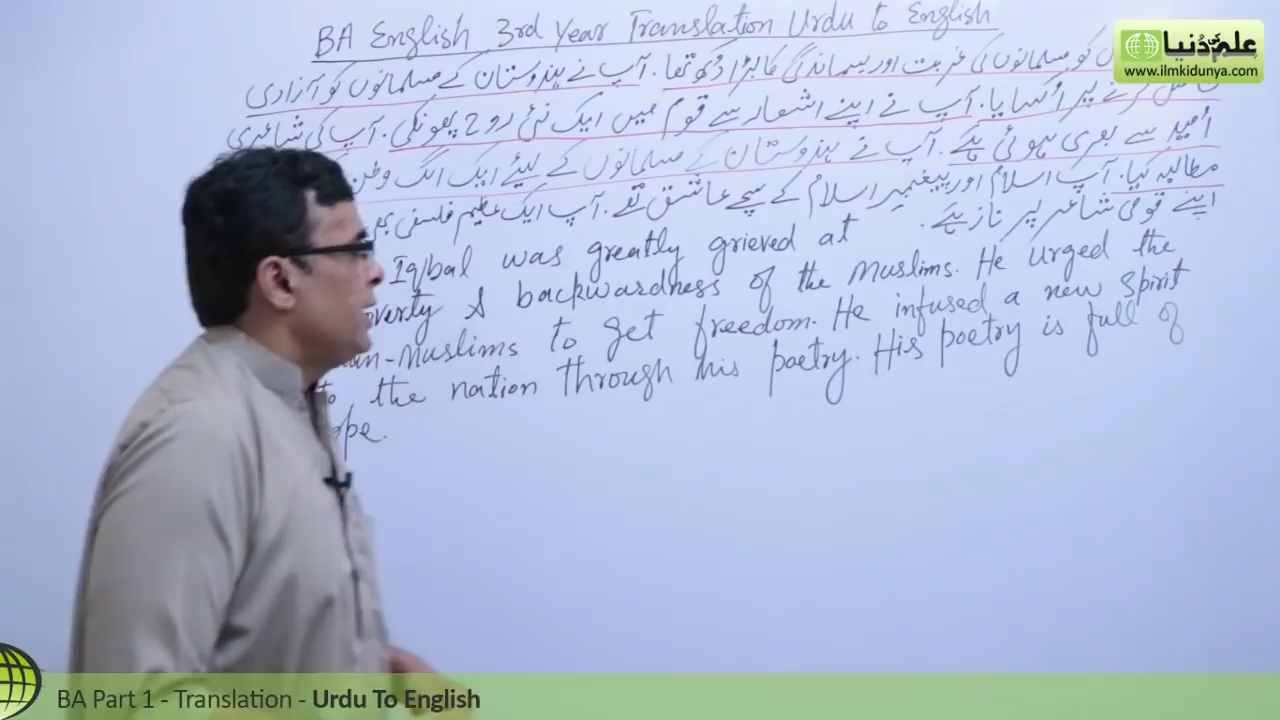 BA English 3rd Year Translation Urdu to English
علم کی دنیا
www.ilmkidunya.com
کو مسلمانوں کی غربت اور پسماندگی کا بڑا دکھ تھا۔ آپ نے ہندوستان کے مسلمانوں کو آزادی
کرنے پر اُکسایا۔ آپ نے اپنے اشعار سے قوم میں ایک نئی روح پھونکی۔ آپ کی شاعری
اُمید سے بھری ہوئی ہے۔ آپ نے ہندوستان کے مسلمانوں کے لیئے ایک الگ وطن
مطالبہ کیا۔ آپ اسلام اور پیغمبر اسلام کے سچے عاشق تھے۔ آپ ایک عظیم فلسفی
اپنے قومی شاعر پر ناز ہے۔
Iqbal was greatly grieved at
overty & backwardness of the Muslims. He urged the
an-Muslims to get freedom. He infused a new spirit
to the nation through his poetry. His poetry is full of
ope.
BA Part 1 - Translation - Urdu To English